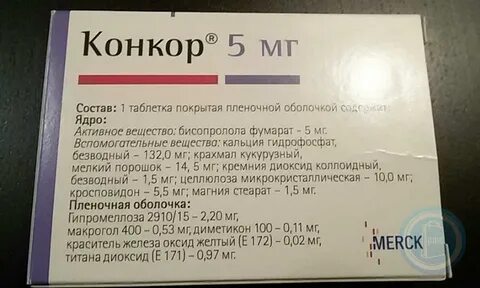 Конкор® 5 мг
Состав: 1 таблетка покрытая пленочной оболочкой содержит:
Ядро:
Активное вещество: бисопролола фумарат - 5 мг.
Вспомогательные вещества: кальция гидрофосфат,
безводный - 132,0 мг; крахмал кукурузный,
мелкий порошок - 14, 5 мг; кремния диоксид коллоидный,
безводный - 1,5 мг; целлюлоза микрокристаллическая - 10,0 мг;
кросповидон - 5,5 мг; магния стеарат - 1,5 мг.
Пленочная оболочка:
Гипромеллоза 2910/15 - 2,20 мг,
макрогол 400 - 0,53 мг, диметикон 100 - 0,11 мг,
краситель железа оксид желтый (Е 172) - 0,02 мг,
титана диоксид (Е 171) - 0,97 мг.
MERCK